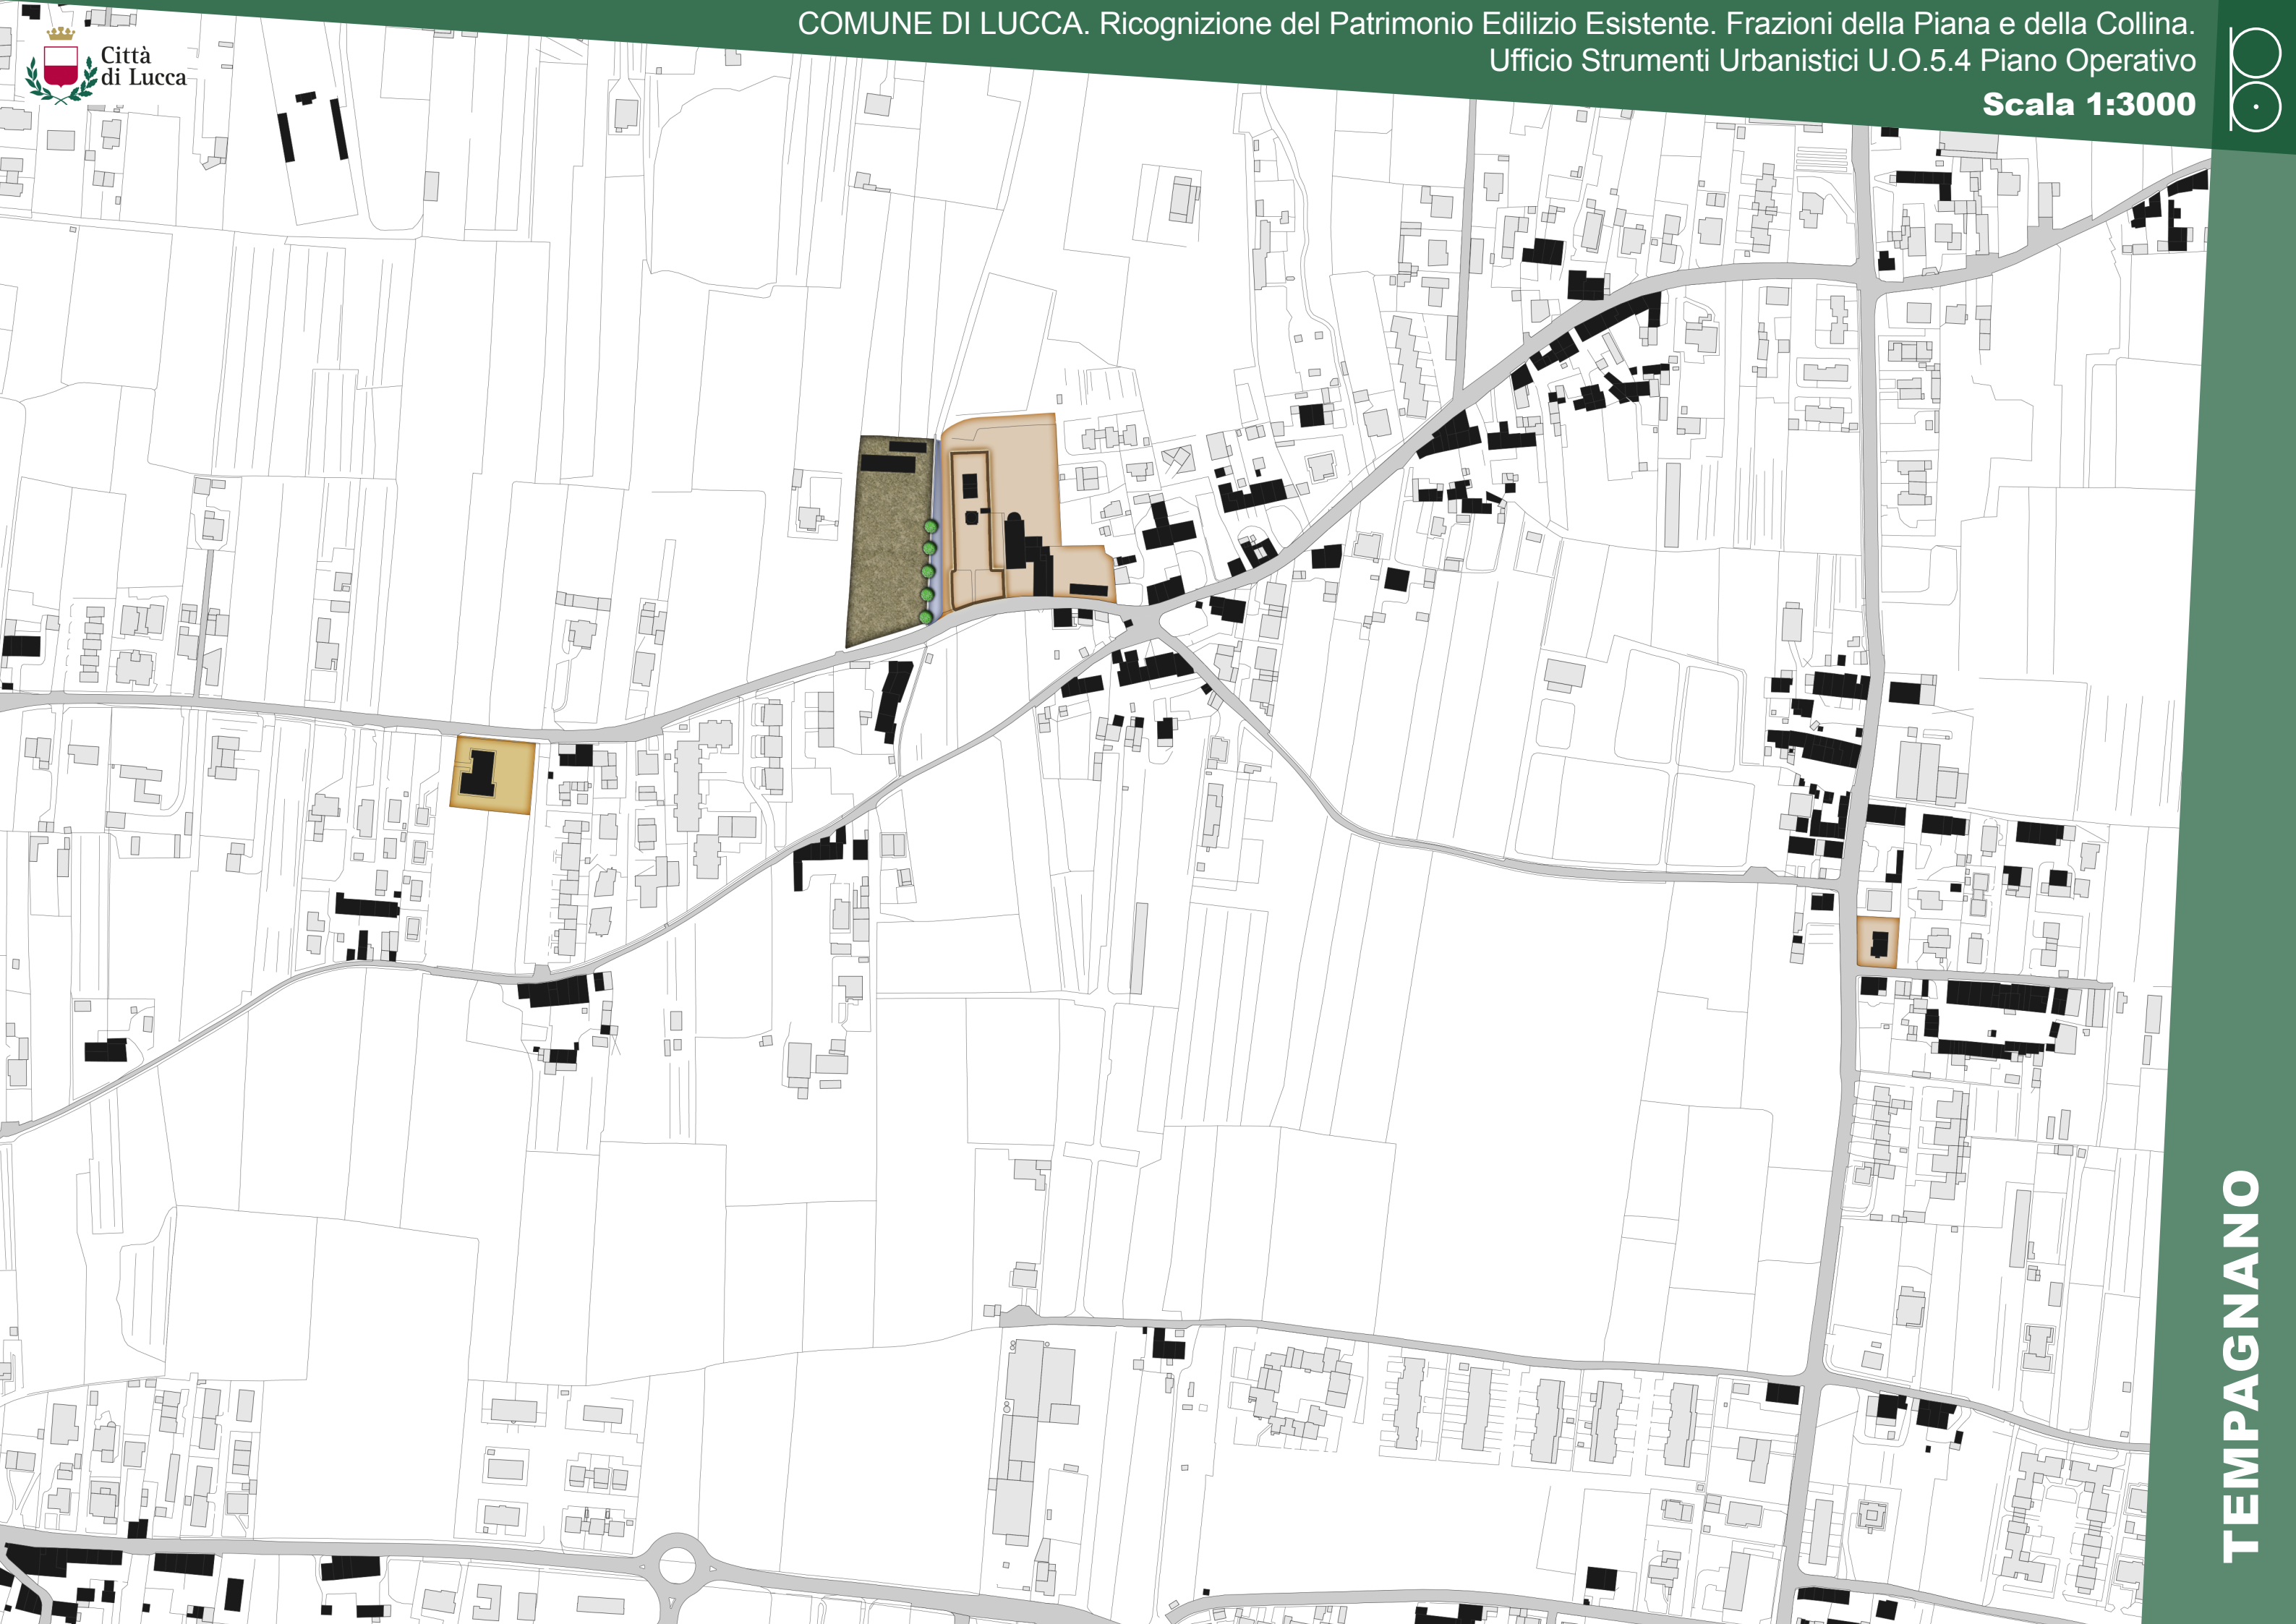 COMUNE DI LUCCA. Ricognizione del Patrimonio Edilizio Esistente. Frazioni della Piana e della Collina.
Ufficio Strumenti Urbanistici U.O.5.4 Piano Operativo
Scala 1:3000
Città
di Lucca
TEMPAGNANO